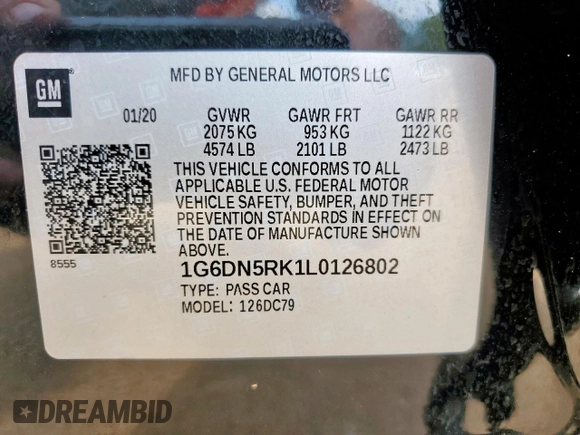 GM
MFD BY GENERAL MOTORS LLC
01/20 GVWR GAWR FRT GAWR RR
2075 KG 953 KG 1122 KG
4574 LB 2101 LB 2473 LB
THIS VEHICLE CONFORMS TO ALL
APPLICABLE U.S. FEDERAL MOTOR
VEHICLE SAFETY, BUMPER, AND THEFT
PREVENTION STANDARDS IN EFFECT ON
THE DATE OF MANUFACTURE SHOWN
ABOVE.
8555
1G6DN5RK1L0126802
TYPE: PASS CAR
MODEL: 126DC79
DREAMBID